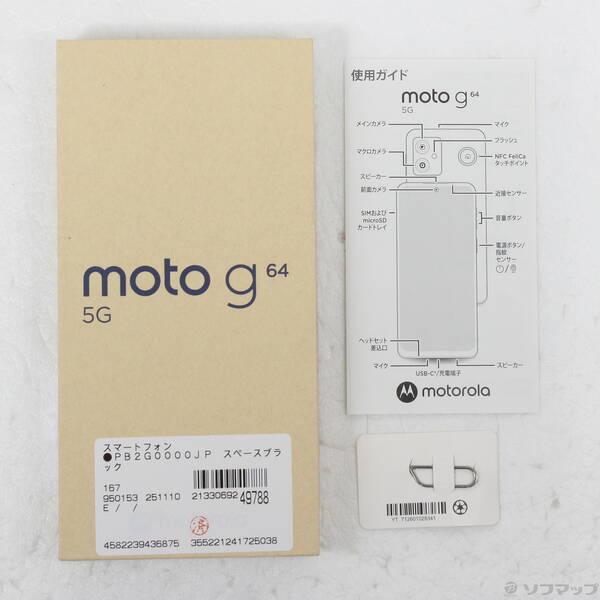 moto g 64
5G
スマートフォン
●PB2G0000JP スペースブラ
ック
167
950153 251110 21330692 49788
E / /
済
4582239436875 355221241725038
使用ガイド
moto g 64
5G
メインカメラ
マイク
フラッシュ
マクロカメラ
NFC FeliCa
タッチポイント
スピーカー
前面カメラ
近接センサー
SIMおよび
microSD
カードトレイ
音量ボタン
電源ボタン/
指紋
センサー
ヘッドセット
差込口
マイク
USB-C®/充電端子
スピーカー
motorola
YT 712601028341
ソフマップ